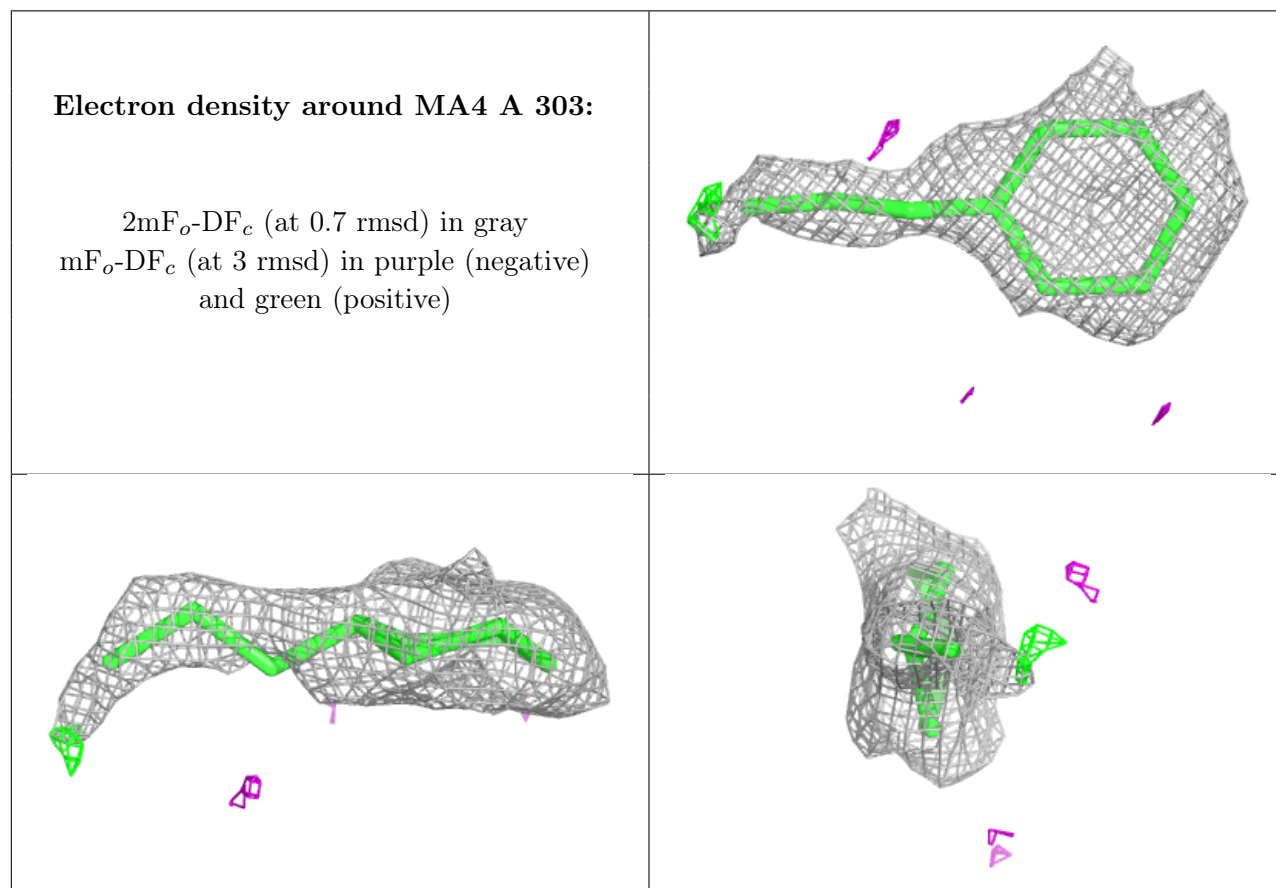 Electron density around MA4 A 303:
2mFo-DFc (at 0.7 rmsd) in gray
mFo-DFc (at 3 rmsd) in purple (negative)
and green (positive)